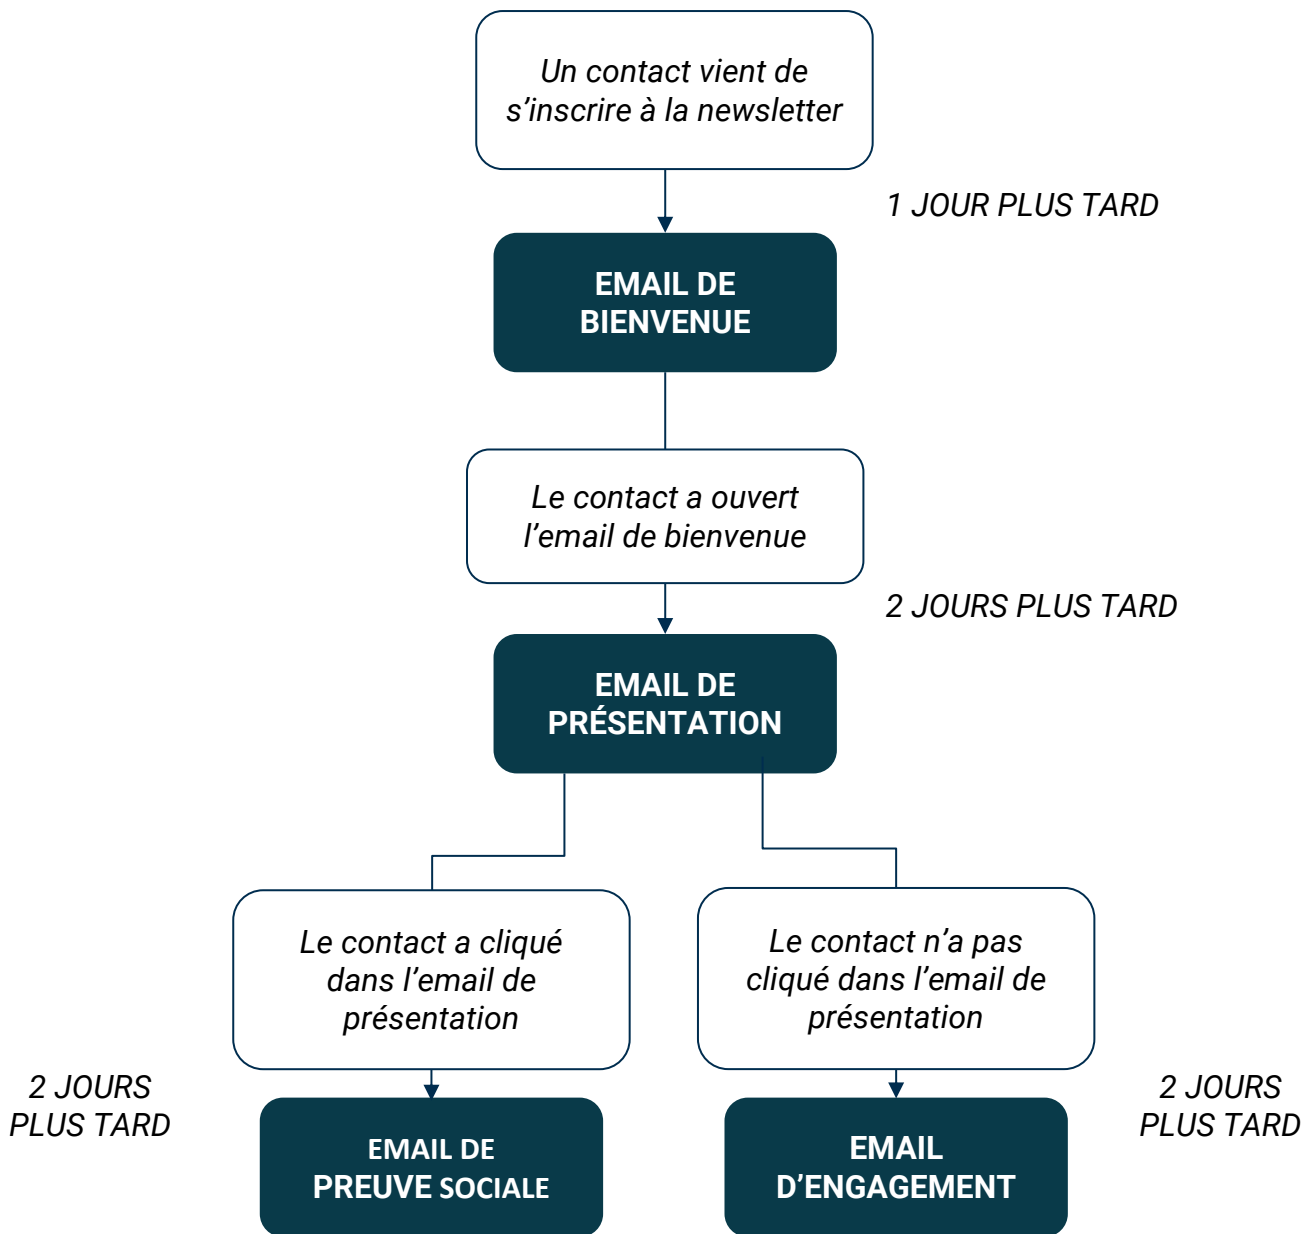 Un contact vient de
s’inscrire à la newsletter
1 JOUR PLUS TARD
EMAIL DE
BIENVENUE
Le contact a ouvert
l’email de bienvenue
2 JOURS PLUS TARD
EMAIL DE
PRÉSENTATION
Le contact a cliqué
dans l’email de
présentation
Le contact n’a pas
cliqué dans l’email de
présentation
2 JOURS
PLUS TARD
EMAIL DE
PREUVE SOCIALE
EMAIL
D’ENGAGEMENT
2 JOURS
PLUS TARD